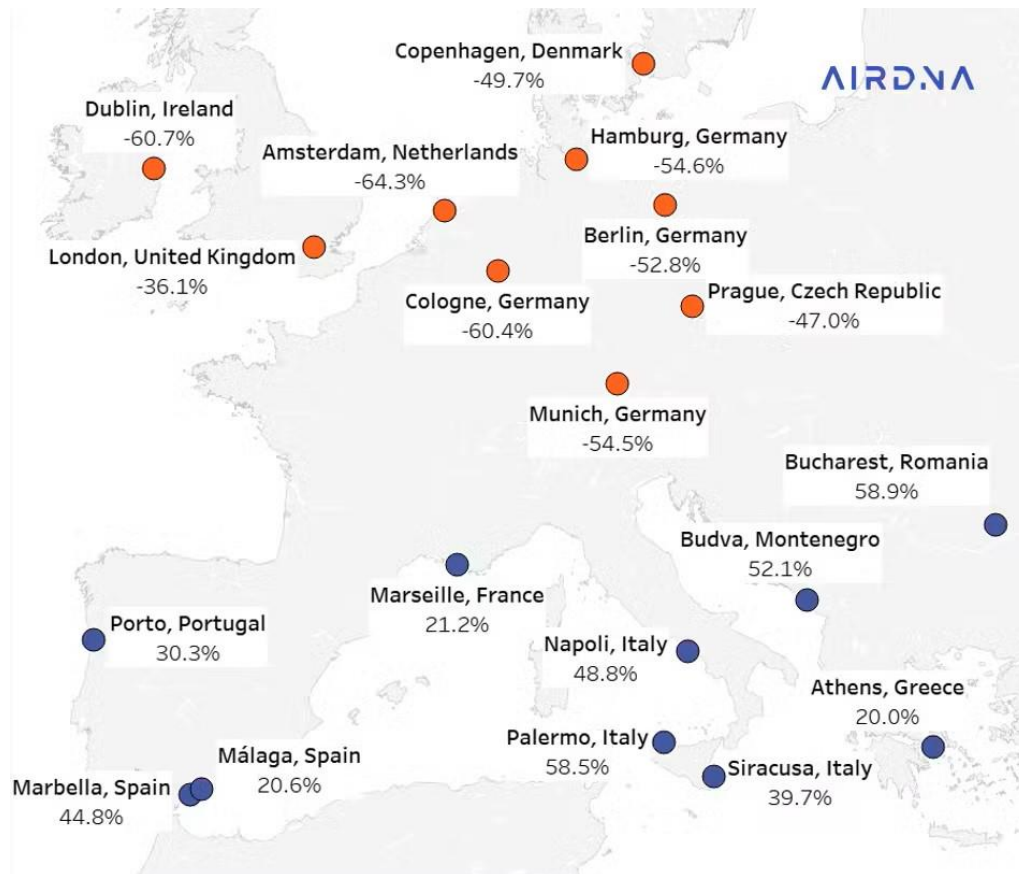 Copenhagen, Denmark
-49.7%
AIRDNA
Dublin, Ireland
-60.7%
Amsterdam, Netherlands
-64.3%
Hamburg, Germany
-54.6%
London, United Kingdom
-36.1%
Berlin, Germany
-52.8%
Cologne, Germany
-60.4%
Prague, Czech Republic
-47.0%
Munich, Germany
-54.5%
Bucharest, Romania
58.9%
Budva, Montenegro
52.1%
Marseille, France
21.2%
Porto, Portugal
30.3%
Napoli, Italy
48.8%
Athens, Greece
20.0%
Palermo, Italy
58.5%
Málaga, Spain
20.6%
Siracusa, Italy
39.7%
Marbella, Spain
44.8%